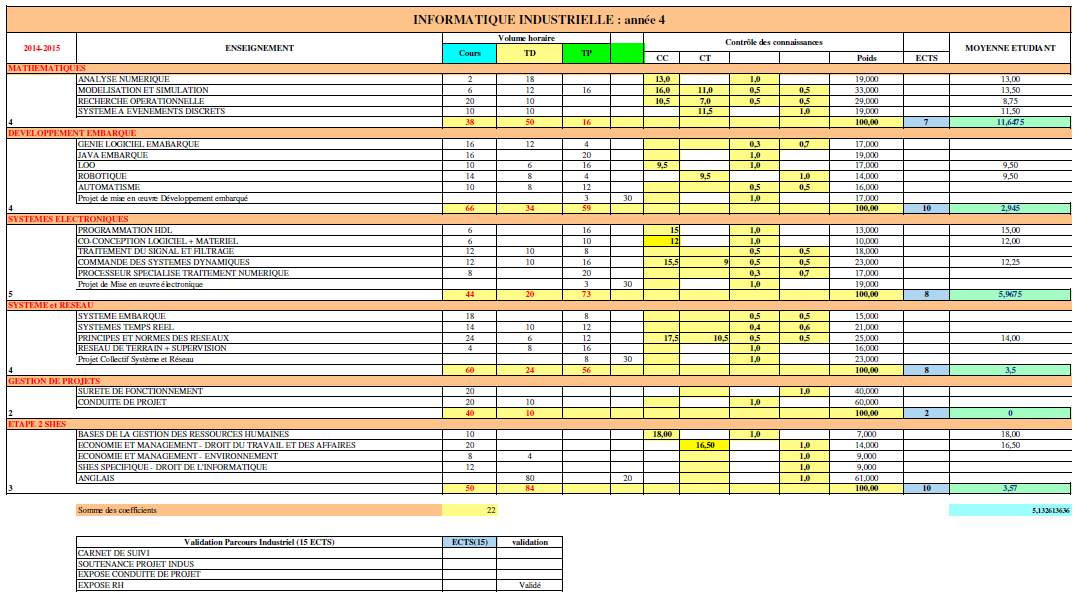 INFORMATIQUE INDUSTRIELLE : année 4
2014-2015 ENSEIGNEMENT Volume horaire Contrôle des connaissances MOYENNE ETUDIANT
Cours TD TP CC CT Poids ECTS
MATHEMATIQUES
ANALYSE NUMERIQUE 2 18 13,0 1,0 19,000 13,00
MODELISATION ET SIMULATION 6 12 16 16,0 11,0 0,5 0,5 33,000 13,50
RECHERCHE OPERATIONNELLE 20 10 10,5 7,0 0,5 0,5 29,000 8,75
SYSTEME A EVENEMENTS DISCRETS 10 10 11,5 1,0 19,000 11,50
4 38 50 16 100,00 7 11,6475
DEVELOPPEMENT EMBARQUE
GENIE LOGICIEL EMABARQUE 16 12 4 0,3 0,7 17,000
JAVA EMBARQUE 16 20 1,0 19,000
LOO 10 6 16 9,5 1,0 17,000 9,50
ROBOTIQUE 14 8 4 9,5 1,0 14,000 9,50
AUTOMATISME 10 8 12 0,5 0,5 16,000
Projet de mise en œuvre Développement embarqué 3 30 1,0 17,000
4 66 34 59 100,00 10 2,945
SYSTEMES ELECTRONIQUES
PROGRAMMATION HDL 6 16 15 1,0 13,000 15,00
CO-CONCEPTION LOGICIEL + MATERIEL 6 10 12 1,0 10,000 12,00
TRAITEMENT DU SIGNAL ET FILTRAGE 12 10 8 0,5 0,5 18,000
COMMANDE DES SYSTEMES DYNAMIQUES 12 10 16 15,5 9 0,5 0,5 23,000 12,25
PROCESSEUR SPECIALISE TRAITEMENT NUMERIQUE 8 20 0,3 0,7 17,000
Projet de Mise en œuvre électronique 3 30 1,0 19,000
5 44 20 73 100,00 8 5,9675
SYSTEME et RESEAU
SYSTEME EMBARQUE 18 8 0,5 0,5 15,000
SYSTEMES TEMPS REEL 14 10 12 0,4 0,6 21,000
PRINCIPES ET NORMES DES RESEAUX 24 6 12 17,5 10,5 0,5 0,5 25,000 14,00
RESEAU DE TERRAIN + SUPERVISION 4 8 16 1,0 16,000
Projet Collectif Système et Réseau 8 30 1,0 23,000
4 60 24 56 100,00 8 3,5
GESTION DE PROJETS
SURETE DE FONCTIONNEMENT 20 1,0 40,000
CONDUITE DE PROJET 20 10 1,0 60,000
2 40 10 100,00 2 0
ETAPE 2 SHES
BASES DE LA GESTION DES RESSOURCES HUMAINES 10 18,00 1,0 7,000 18,00
ECONOMIE ET MANAGEMENT - DROIT DU TRAVAIL ET DES AFFAIRES 20 16,50 1,0 14,000 16,50
ECONOMIE ET MANAGEMENT - ENVIRONNEMENT 8 4 1,0 9,000
SHES SPECIFIQUE - DROIT DE L'INFORMATIQUE 12 1,0 9,000
ANGLAIS 80 20 1,0 61,000
3 50 84 100,00 10 3,57
Somme des coefficients 22 5,132613636
Validation Parcours Industriel (15 ECTS) ECTS(15) validation
CARNET DE SUIVI
SOUTENANCE PROJET INDUS
EXPOSE CONDUITE DE PROJET
EXPOSE RH Validé